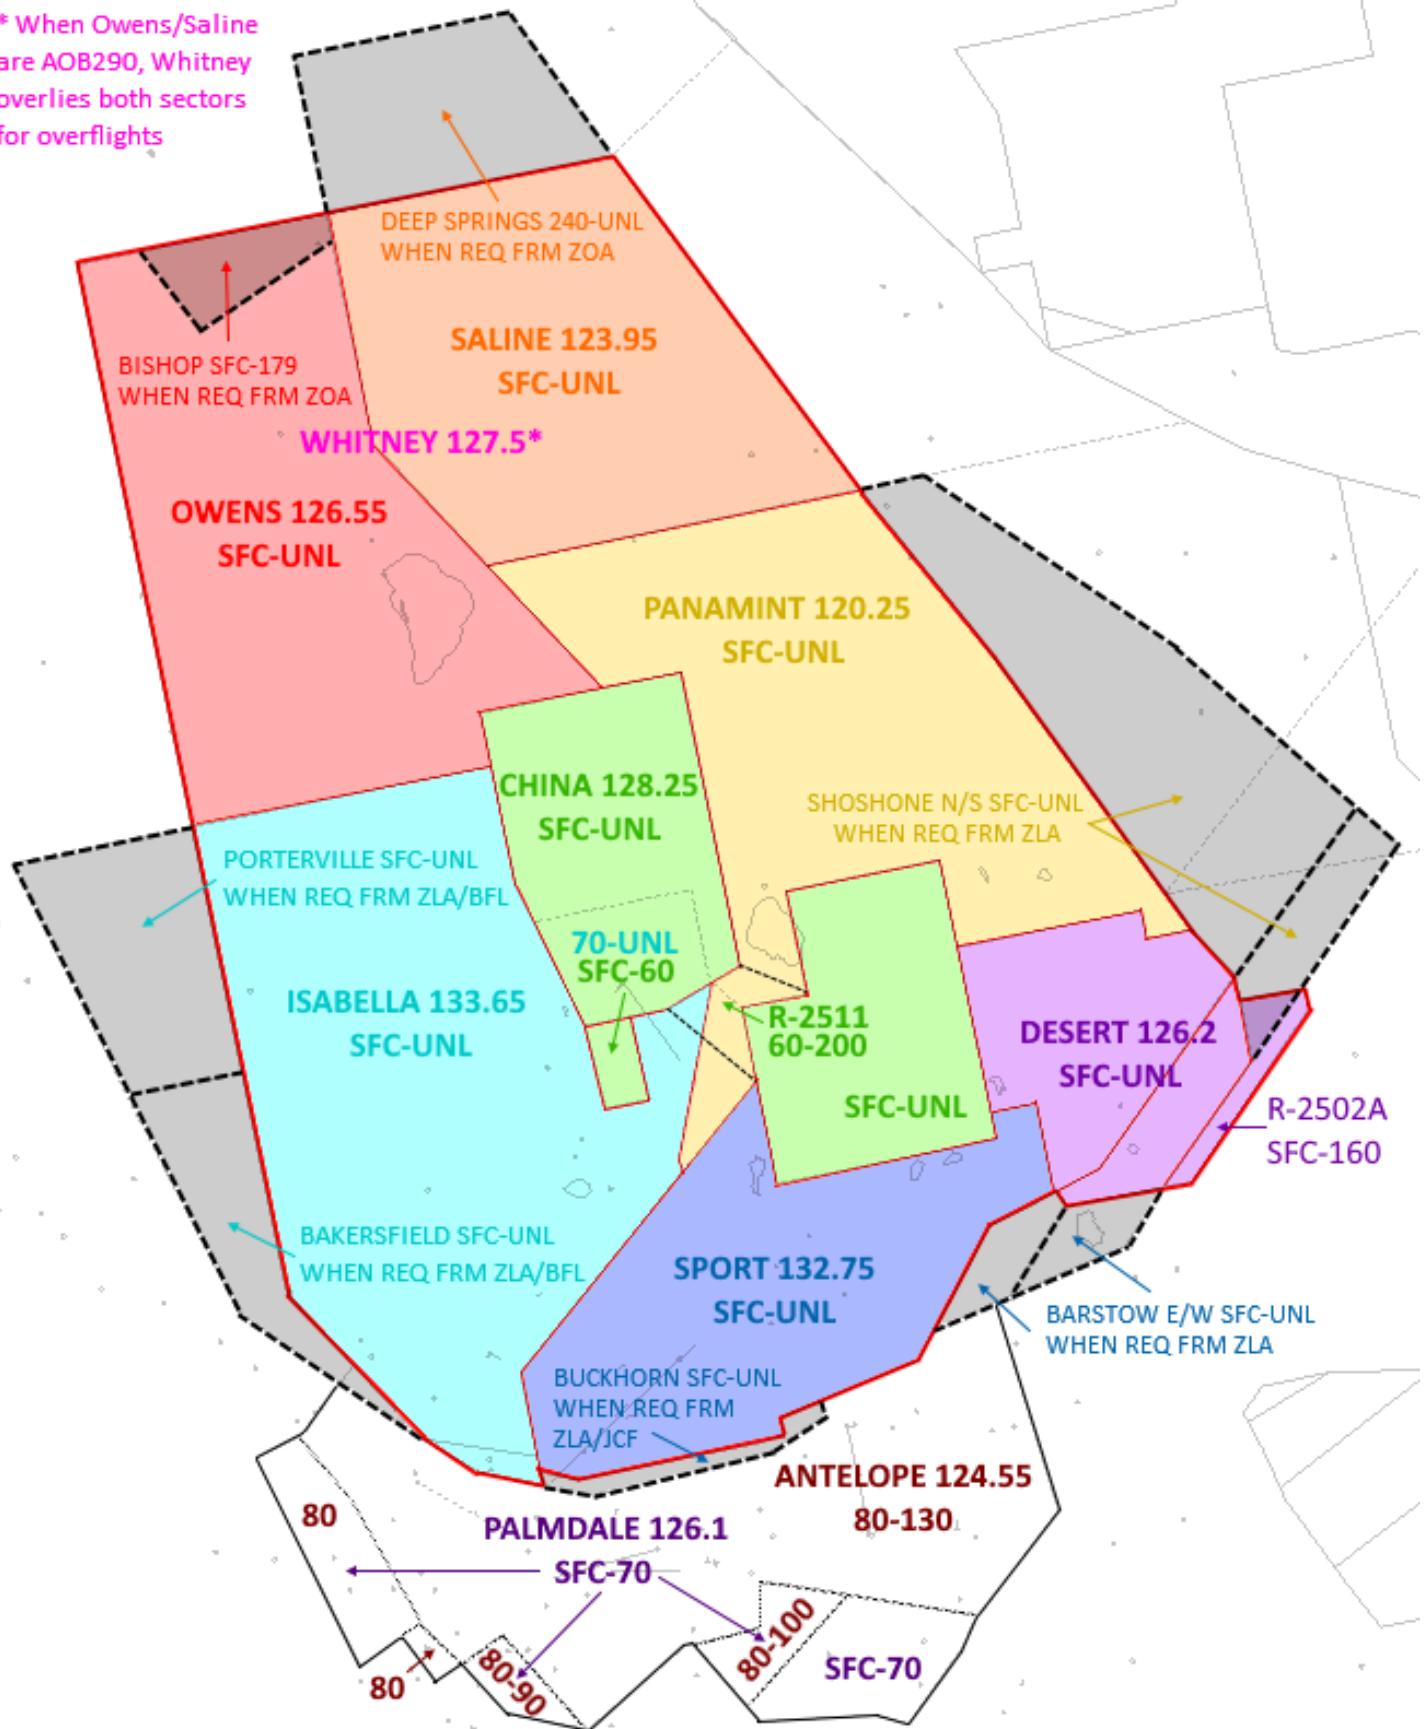 * When Owens/Saline
are AOB290, Whitney
overlies both sectors
for overflights
DEEP SPRINGS 240-UNL
WHEN REQ FRM ZOA
SALINE 123.95
SFC-UNL
BISHOP SFC-179
WHEN REQ FRM ZOA
WHITNEY 127.5*
OWENS 126.55
SFC-UNL
PANAMINT 120.25
SFC-UNL
CHINA 128.25
SFC-UNL
SHOSHONE N/S SFC-UNL
WHEN REQ FRM ZLA
PORTERVILLE SFC-UNL
WHEN REQ FRM ZLA/BFL
70-UNL
SFC-60
ISABELLA 133.65
SFC-UNL
R-2511
60-200
DESERT 126.2
SFC-UNL
SFC-UNL
R-2502A
SFC-160
BAKERSFIELD SFC-UNL
WHEN REQ FRM ZLA/BFL
SPORT 132.75
SFC-UNL
BARSTOW E/W SFC-UNL
WHEN REQ FRM ZLA
BUCKHORN SFC-UNL
WHEN REQ FRM
ZLA/JCF
ANTELOPE 124.55
80-130
80
PALMDALE 126.1
SFC-70
80-100
SFC-70
80
80-90